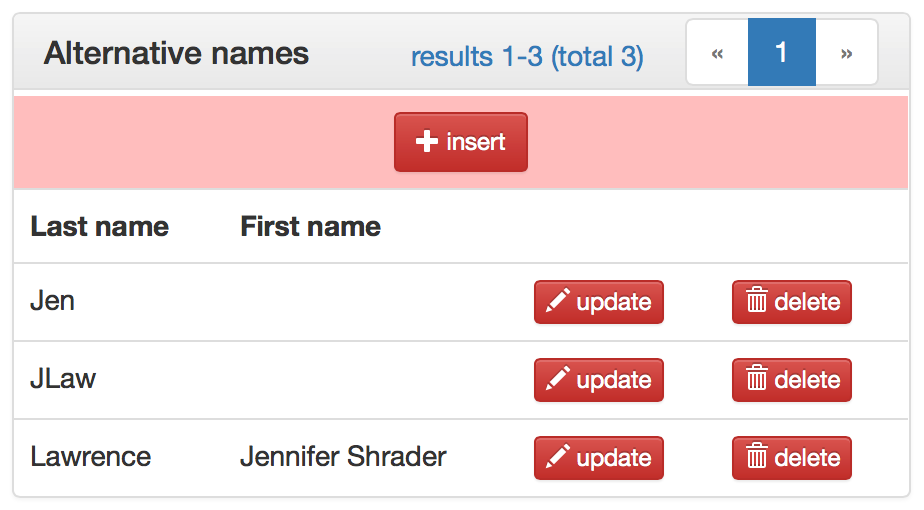 Alternative names results 1-3 (total 3) « 1 »
insert
Last name First name
Jen update delete
JLaw update delete
Lawrence Jennifer Shrader update delete